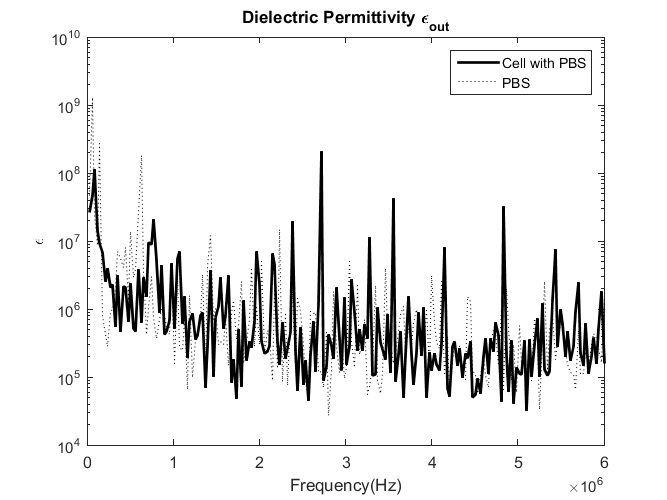 Dielectric Permittivity ϵ_out
10^10
10^9
10^8
10^7
10^6
10^5
10^4
ϵ
Cell with PBS
PBS
0 1 2 3 4 5 6
Frequency(Hz)
×10^6